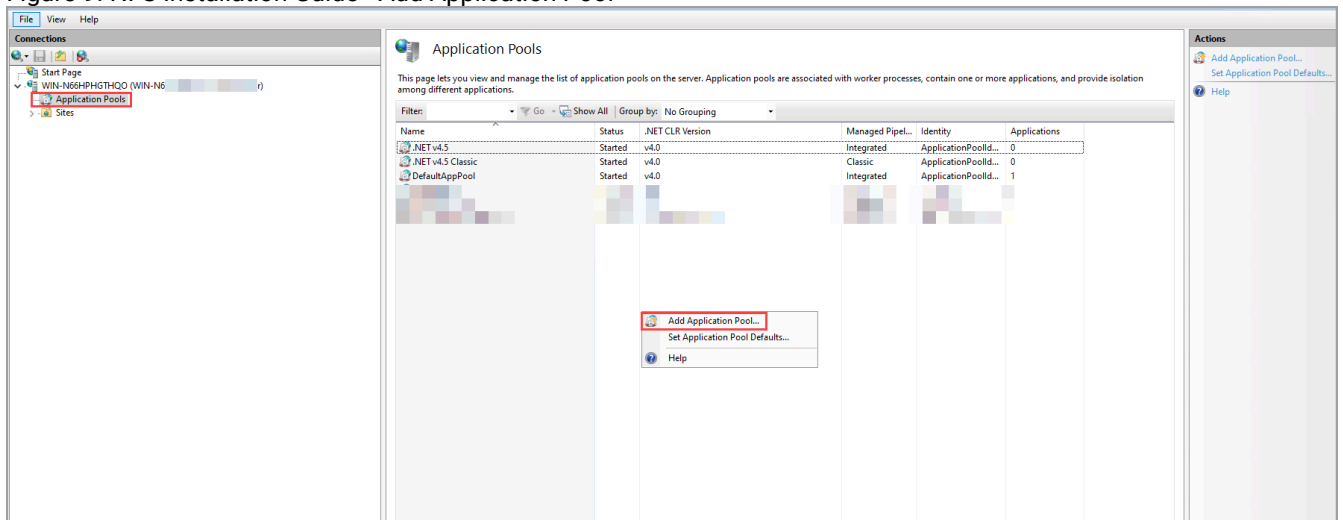 Figure 9. NPS Installation Guide - Add Application Pool
File View Help
Connections
Start Page
WIN-N66HPHGTHQO (WIN-N6 r)
Application Pools
Sites
Application Pools
This page lets you view and manage the list of application pools on the server. Application pools are associated with worker processes, contain one or more applications, and provide isolation
among different applications.
Filter: Go Show All Group by: No Grouping
Name Status .NET CLR Version Managed Pipel... Identity Applications
.NET v4.5 Started v4.0 Integrated ApplicationPoolId... 0
.NET v4.5 Classic Started v4.0 Classic ApplicationPoolId... 0
DefaultAppPool Started v4.0 Integrated ApplicationPoolId... 1
Add Application Pool...
Set Application Pool Defaults...
Help
Actions
Add Application Pool...
Set Application Pool Defaults...
Help